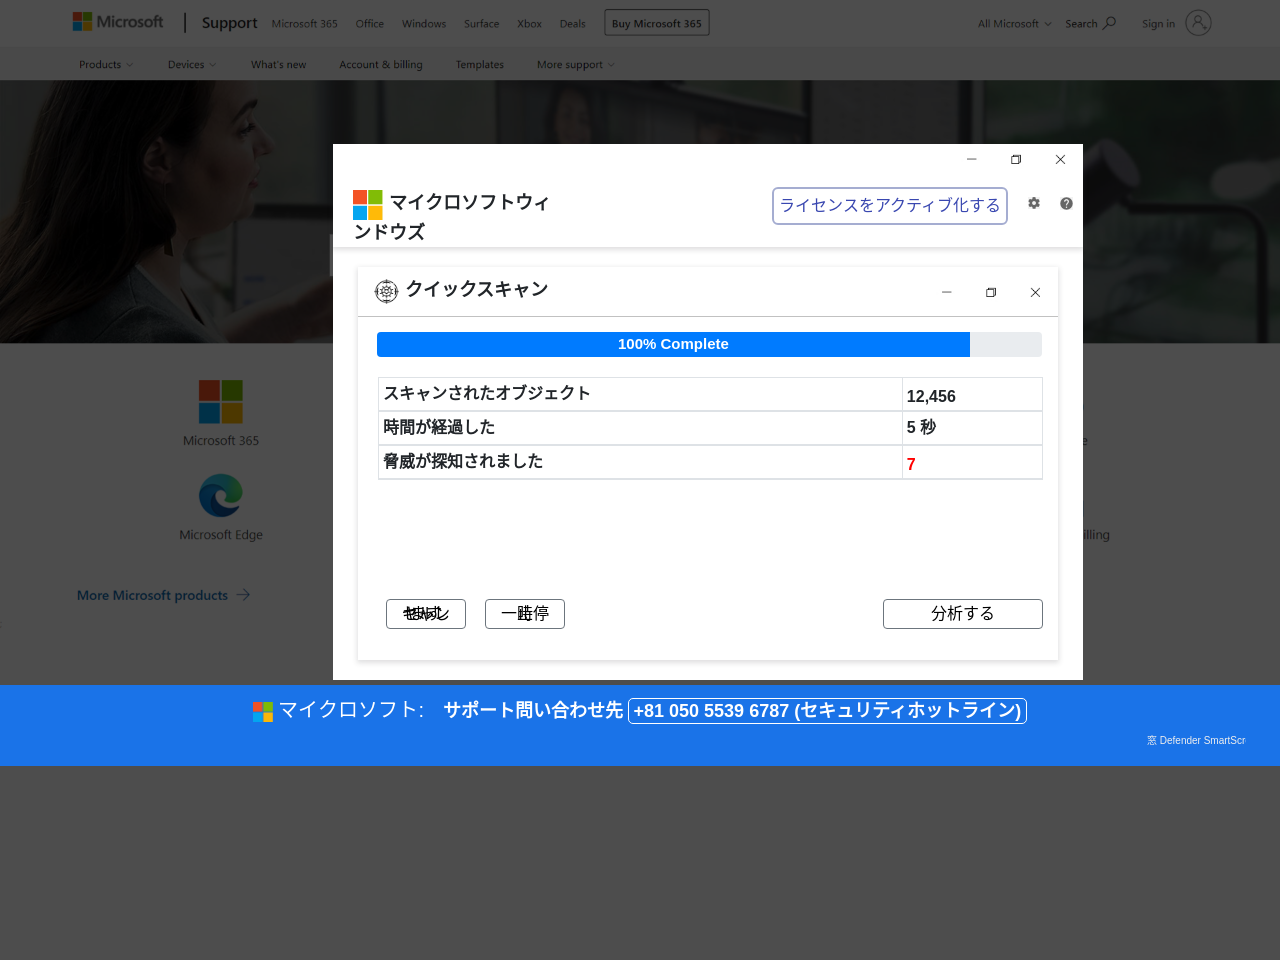 Microsoft
Support
Microsoft 365
Office
Windows
Surface
Xbox
Deals
Buy Microsoft 365
All Microsoft
Search
Sign in
Products
Devices
What's new
Account & billing
Templates
More support
マイクロソフトウィ
ンドウズ
ライセンスをアクティブ化する
クイックスキャン
100% Complete
スキャンされたオブジェクト
12,456
時間が経過した
5 秒
脅威が探知されました
7
Microsoft 365
Microsoft Edge
illing
More Microsoft products
一時停
止
分析する
マイクロソフト:
サポート問い合わせ先
+81 050 5539 6787 (セキュリティホットライン)
窓 Defender SmartScr